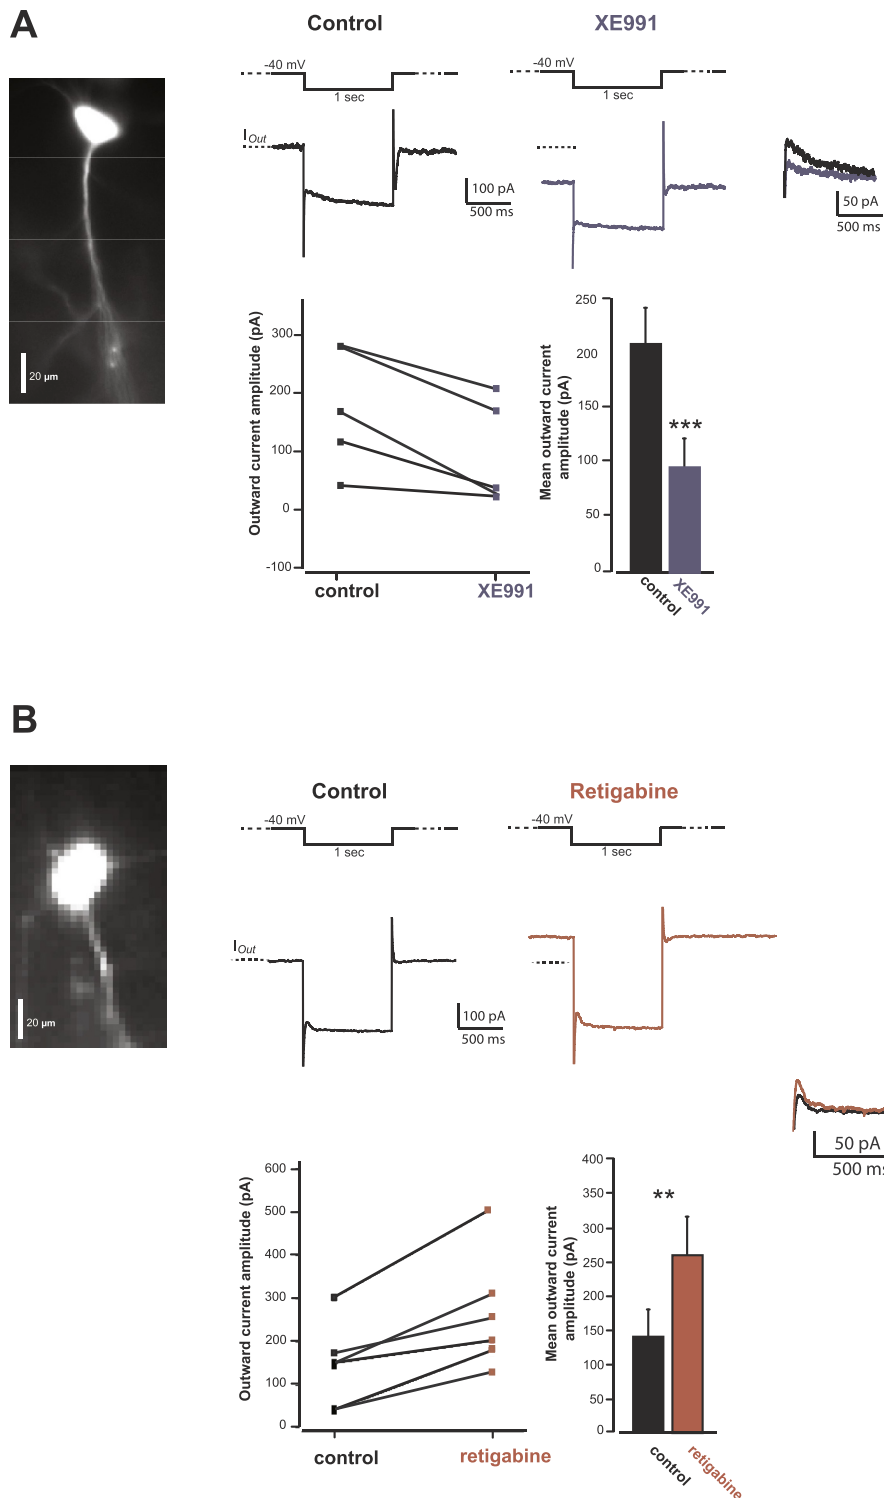 A
Control
XE991
-40 mV
1 sec
-40 mV
1 sec
IOut
100 pA
500 ms
50 pA
500 ms
20 µm
Outward current amplitude (pA)
300
200
100
0
-100
control
XE991
Mean outward current
amplitude (pA)
250
200
150
100
50
0
***
control
XE991
B
Control
Retigabine
-40 mV
1 sec
-40 mV
1 sec
IOut
100 pA
500 ms
20 µm
50 pA
500 ms
Outward current amplitude (pA)
600
500
400
300
200
100
0
control
retigabine
Mean outward current
amplitude (pA)
400
350
300
250
200
150
100
50
0
**
control
retigabine